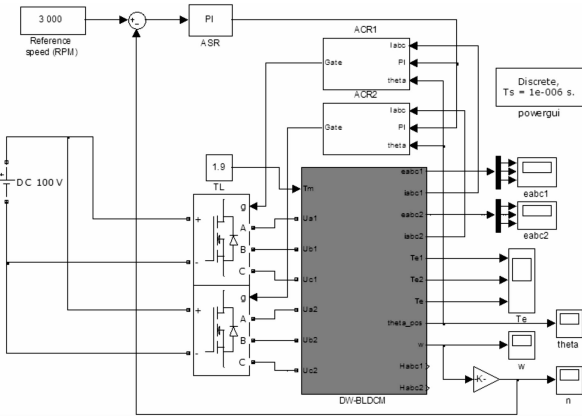 3 000
Reference
speed (RPM)
+
-
PI
ASR
ACR1
Iabc
Gate
PI
theta
ACR2
Iabc
Gate
PI
theta
Discrete,
Ts = 1e-006 s.
powergui
+
DC 100 V
1.9
TL
g
+
A
B
-
C
g
+
A
B
-
C
Tm
Ua1
Ub1
Uc1
Ua2
Ub2
Uc2
eabc1
iabc1
eabc2
iabc2
Te1
Te2
Te
theta_pos
w
Habc1
Habc2
DW-BLDCM
eabc1
eabc2
Te
theta
w
-K-
n